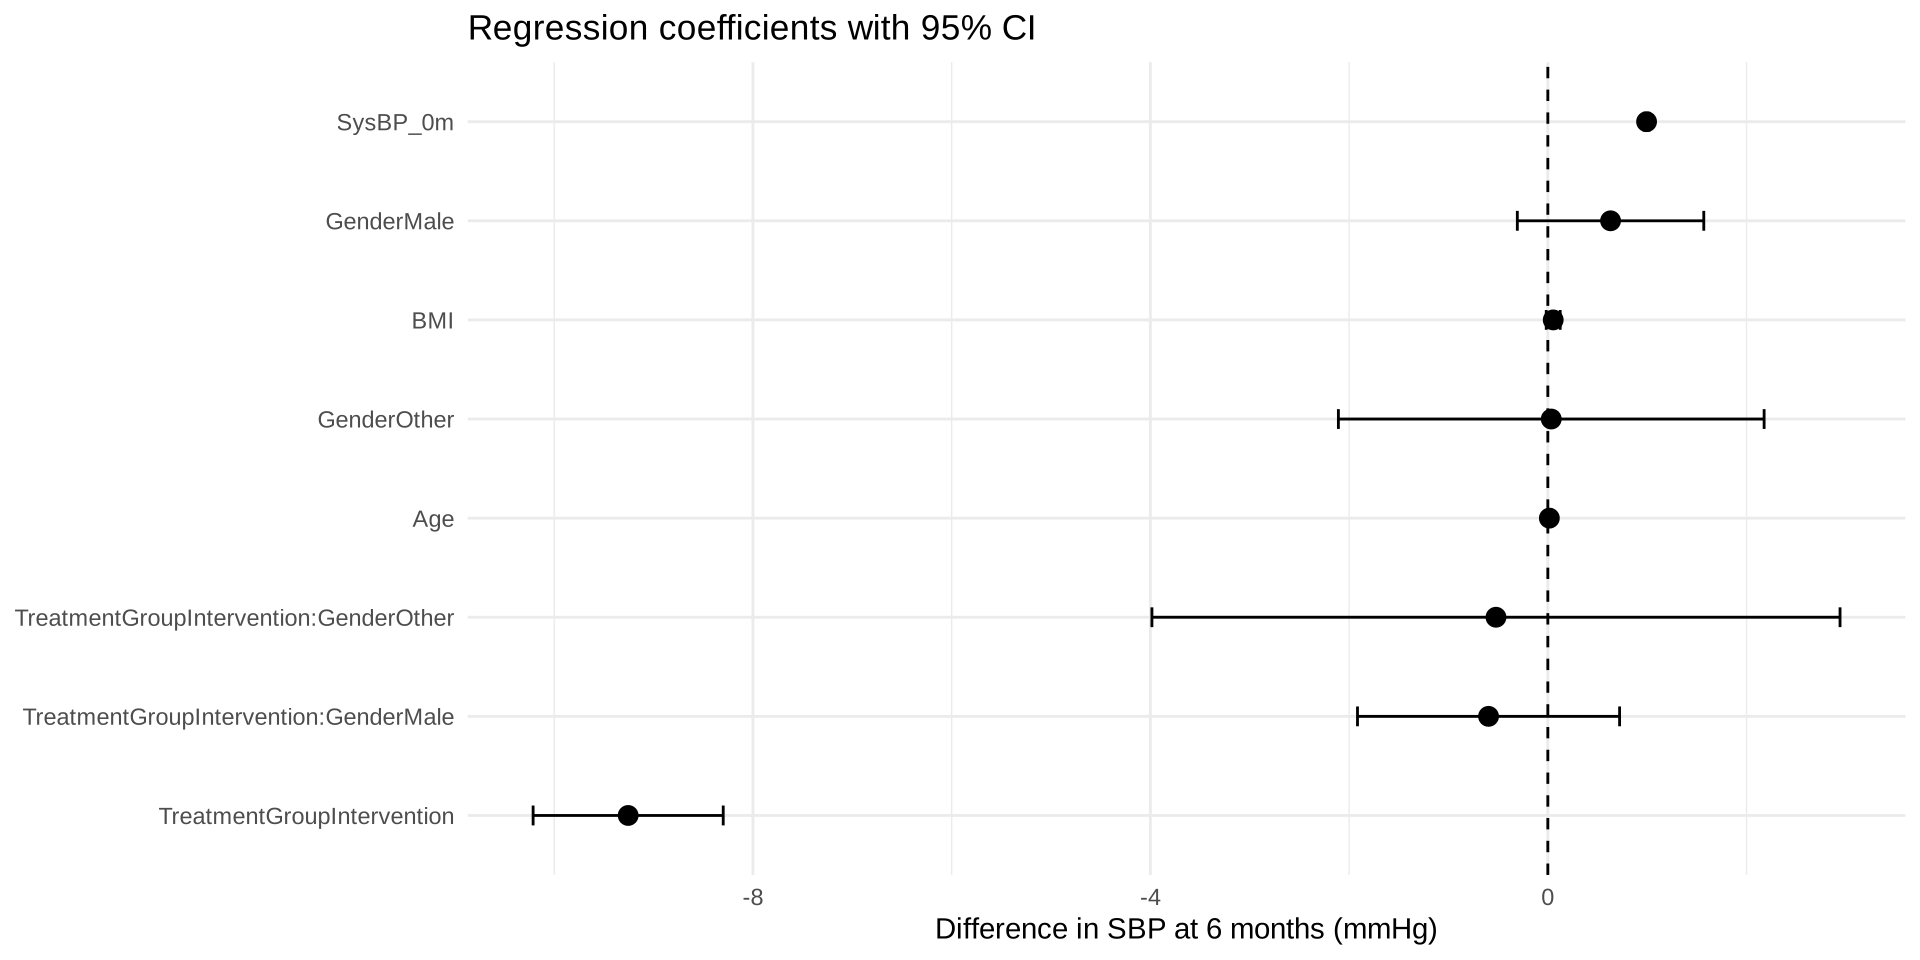 Regression coefficients with 95% CI
SysBP_0m
GenderMale
BMI
GenderOther
Age
TreatmentGroupIntervention:GenderOther
TreatmentGroupIntervention:GenderMale
TreatmentGroupIntervention
-8 -4 0
Difference in SBP at 6 months (mmHg)